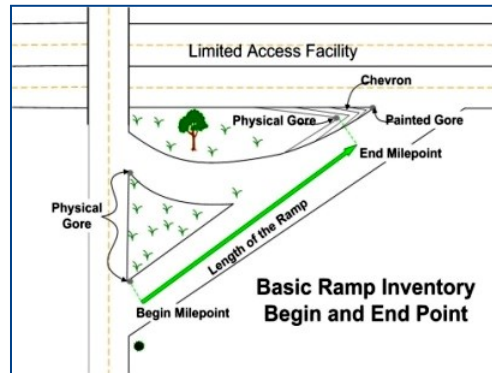 Limited Access Facility
Chevron
Physical Gore
Painted Gore
End Milepoint
Physical
Gore
Length of the Ramp
Begin Milepoint
Basic Ramp Inventory
Begin and End Point